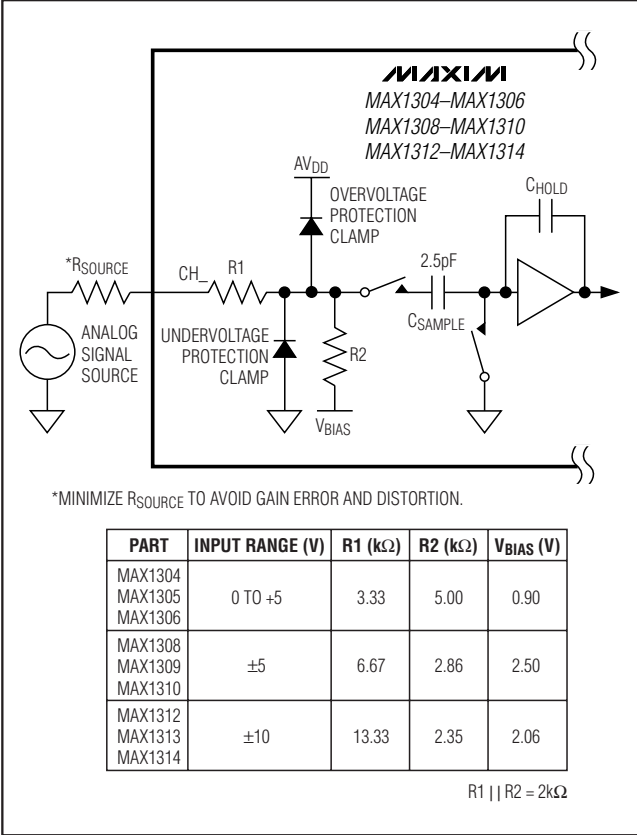 MAXIM
MAX1304–MAX1306
MAX1308–MAX1310
MAX1312–MAX1314
AVDD
OVERVOLTAGE
PROTECTION
CLAMP
CHOLD
*RSOURCE
CH_
R1
2.5pF
CSAMPLE
ANALOG
SIGNAL
SOURCE
UNDERVOLTAGE
PROTECTION
CLAMP
R2
VBIAS
*MINIMIZE RSOURCE TO AVOID GAIN ERROR AND DISTORTION.
PART INPUT RANGE (V) R1 (kΩ) R2 (kΩ) VBIAS (V)
MAX1304
MAX1305 0 TO +5 3.33 5.00 0.90
MAX1306
MAX1308
MAX1309 ±5 6.67 2.86 2.50
MAX1310
MAX1312
MAX1313 ±10 13.33 2.35 2.06
MAX1314
R1 | | R2 = 2kΩ